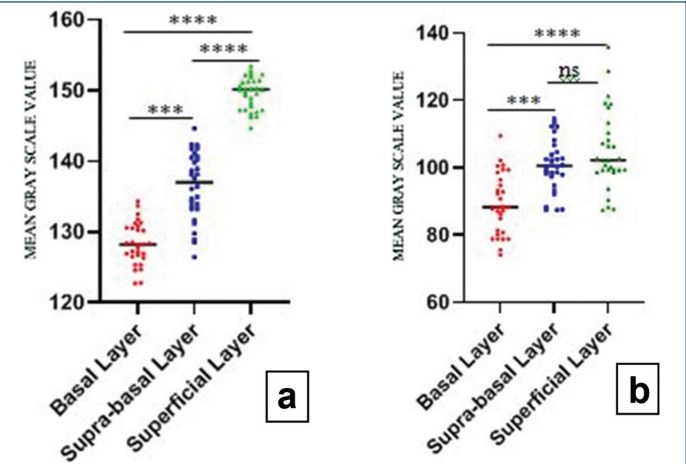 160
150
140
130
120
MEAN GRAY SCALE VALUE
****
****
***
Basal Layer
Supra-basal Layer
Superficial Layer
a
140
120
100
80
60
MEAN GRAY SCALE VALUE
****
ns
***
Basal Layer
Supra-basal Layer
Superficial Layer
b